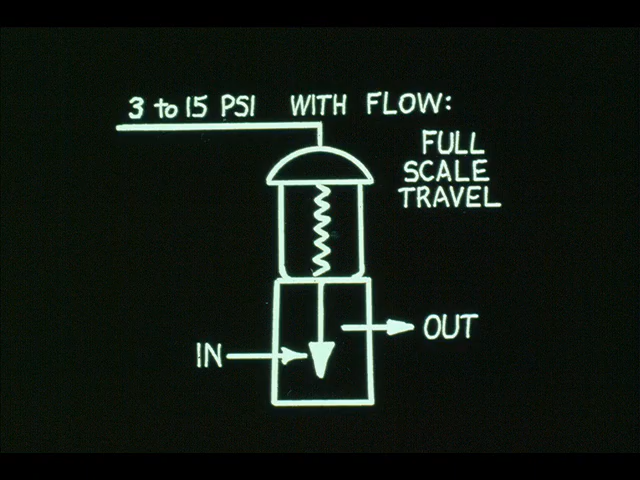 3 to 15 PSI WITH FLOW:
FULL
SCALE
TRAVEL
OUT
IN